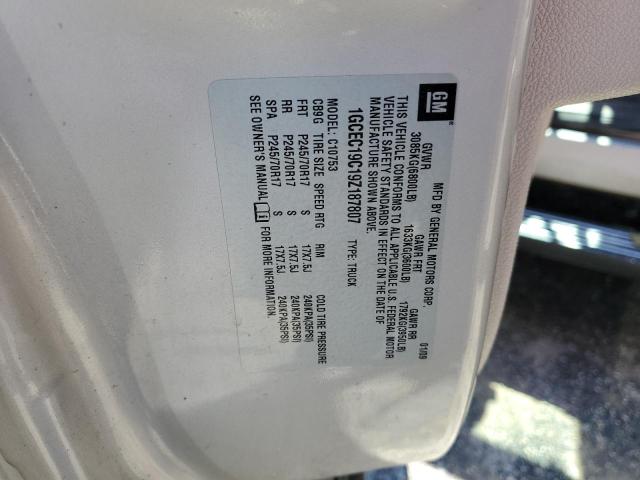 GM
MFD BY GENERAL MOTORS CORP. 01/09
GVWR GAWR FRT GAWR RR
3085KG(6800LB) 1633KG(3600LB) 1792KG(3950LB)
THIS VEHICLE CONFORMS TO ALL APPLICABLE U.S. FEDERAL MOTOR
VEHICLE SAFETY STANDARDS IN EFFECT ON THE DATE OF
MANUFACTURE SHOWN ABOVE.
1GCEC19C19Z187807 TYPE: TRUCK
MODEL: C10753
CB9G TIRE SIZE SPEED RTG RIM COLD TIRE PRESSURE
FRT P245/70R17 S 17X7.5J 240KPA(35PSI)
RR P245/70R17 S 17X7.5J 240KPA(35PSI)
SPA P245/70R17 S 17X7.5J 240KPA(35PSI)
SEE OWNER'S MANUAL FOR MORE INFORMATION.